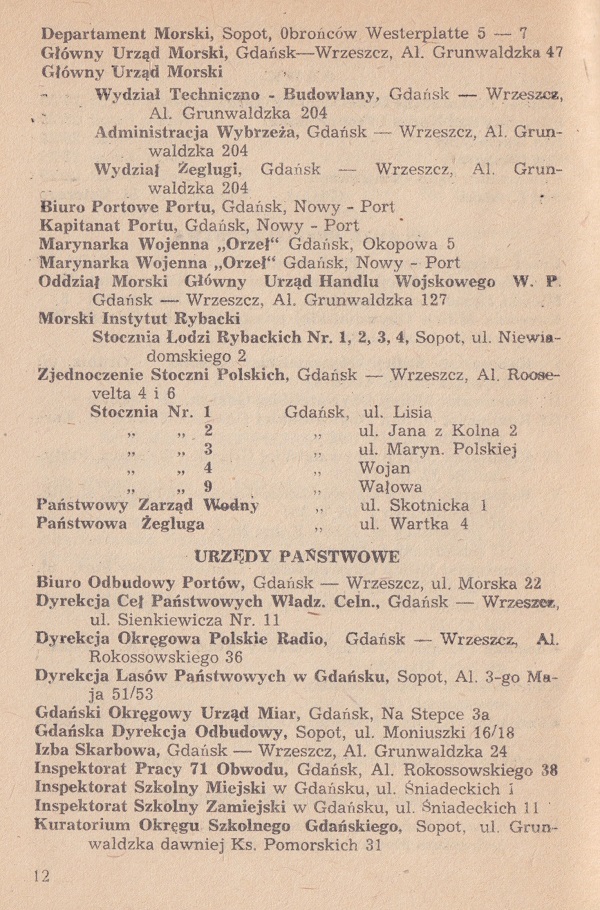 Departament Morski, Sopot, Obrońców Westerplatte 5 — 7
Główny Urząd Morski, Gdańsk—Wrzeszcz, Al. Grunwaldzka 47
Główny Urząd Morski
Wydział Techniczno - Budowlany, Gdańsk — Wrzeszcz,
Al. Grunwaldzka 204
Administracja Wybrzeża, Gdańsk — Wrzeszcz, Al. Grun-
waldzka 204
Wydział Żeglugi, Gdańsk — Wrzeszcz, Al. Grun-
waldzka 204
Biuro Portowe Portu, Gdańsk, Nowy - Port
Kapitanat Portu, Gdańsk, Nowy - Port
Marynarka Wojenna „Orzeł“ Gdańsk, Okopowa 5
Marynarka Wojenna „Orzeł“ Gdańsk, Nowy - Port
Oddział Morski Główny Urząd Handlu Wojskowego W. P.
Gdańsk — Wrzeszcz, Al. Grunwaldzka 127
Morski Instytut Rybacki
Stocznia Łodzi Rybackich Nr. 1, 2, 3, 4, Sopot, ul. Niewia-
domskiego 2
Zjednoczenie Stoczni Polskich, Gdańsk — Wrzeszcz, Al. Roose-
velta 4 i 6
Stocznia Nr. 1 Gdańsk, ul. Lisia
„ „ 2 „ ul. Jana z Kolna 2
„ „ 3 „ ul. Maryn. Polskiej
„ „ 4 „ Wojan
„ „ 9 „ Wałowa
Państwowy Zarząd Wodny „ ul. Skotnicka 1
Państwowa Żegluga „ ul. Wartka 4
URZĘDY PAŃSTWOWE
Biuro Odbudowy Portów, Gdańsk — Wrzeszcz, ul. Morska 22
Dyrekcja Ceł Państwowych Władz. Celn., Gdańsk — Wrzeszcz,
ul. Sienkiewicza Nr. 11
Dyrekcja Okręgowa Polskie Radio, Gdańsk — Wrzeszcz, Al.
Rokossowskiego 36
Dyrekcja Lasów Państwowych w Gdańsku, Sopot, Al. 3-go Ma-
ja 51/53
Gdański Okręgowy Urząd Miar, Gdańsk, Na Stepce 3a
Gdańska Dyrekcja Odbudowy, Sopot, ul. Moniuszki 16/18
Izba Skarbowa, Gdańsk — Wrzeszcz, Al. Grunwaldzka 24
Inspektorat Pracy 71 Obwodu, Gdańsk, Al. Rokossowskiego 38
Inspektorat Szkolny Miejski w Gdańsku, ul. Śniadeckich 1
Inspektorat Szkolny Zamiejski w Gdańsku, ul. Śniadeckich 11
Kuratorium Okręgu Szkolnego Gdańskiego, Sopot, ul. Grun-
waldzka dawniej Ks. Pomorskich 31
12